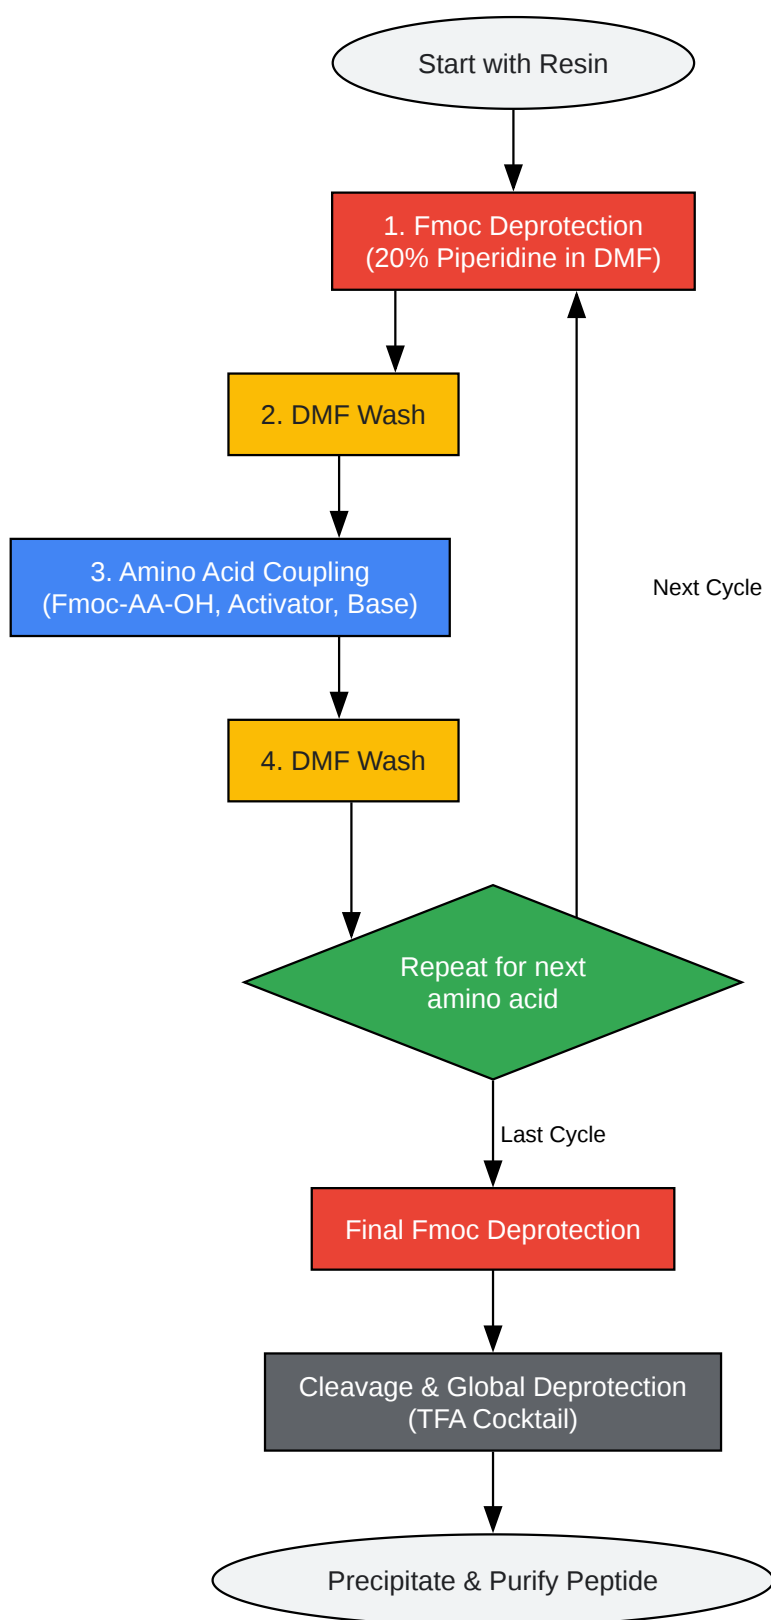 Start with Resin
1. Fmoc Deprotection
(20% Piperidine in DMF)
2. DMF Wash
3. Amino Acid Coupling
(Fmoc-AA-OH, Activator, Base)
Next Cycle
4. DMF Wash
Repeat for next
amino acid
Last Cycle
Final Fmoc Deprotection
Cleavage & Global Deprotection
(TFA Cocktail)
Precipitate & Purify Peptide